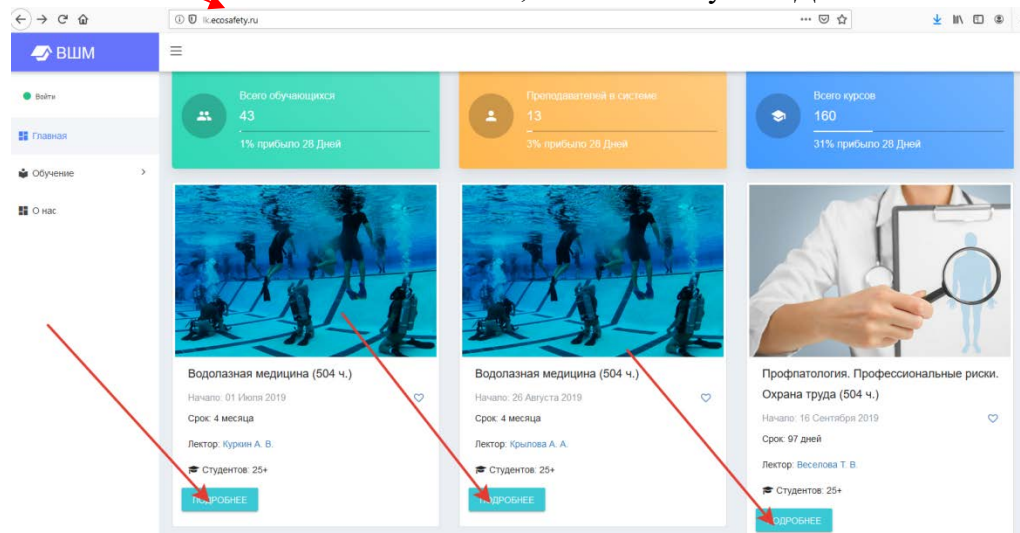 lk.ecosafety.ru
ВШМ
Войти
Главная
Обучение
О нас
Всего обучающихся
43
1% прибыло 28 Дней
Преподавателей в системе
13
3% прибыло 28 Дней
Всего курсов
160
31% прибыло 28 Дней
Водолазная медицина (504 ч.)
Начало: 01 Июля 2019
Срок: 4 месяца
Лектор: Куркин А. В.
Студентов: 25+
ПОДРОБНЕЕ
Водолазная медицина (504 ч.)
Начало: 26 Августа 2019
Срок: 4 месяца
Лектор: Крылова А. А.
Студентов: 25+
ПОДРОБНЕЕ
Профпатология. Профессиональные риски.
Охрана труда (504 ч.)
Начало: 16 Сентября 2019
Срок: 97 дней
Лектор: Веселова Т. В.
Студентов: 25+
ПОДРОБНЕЕ